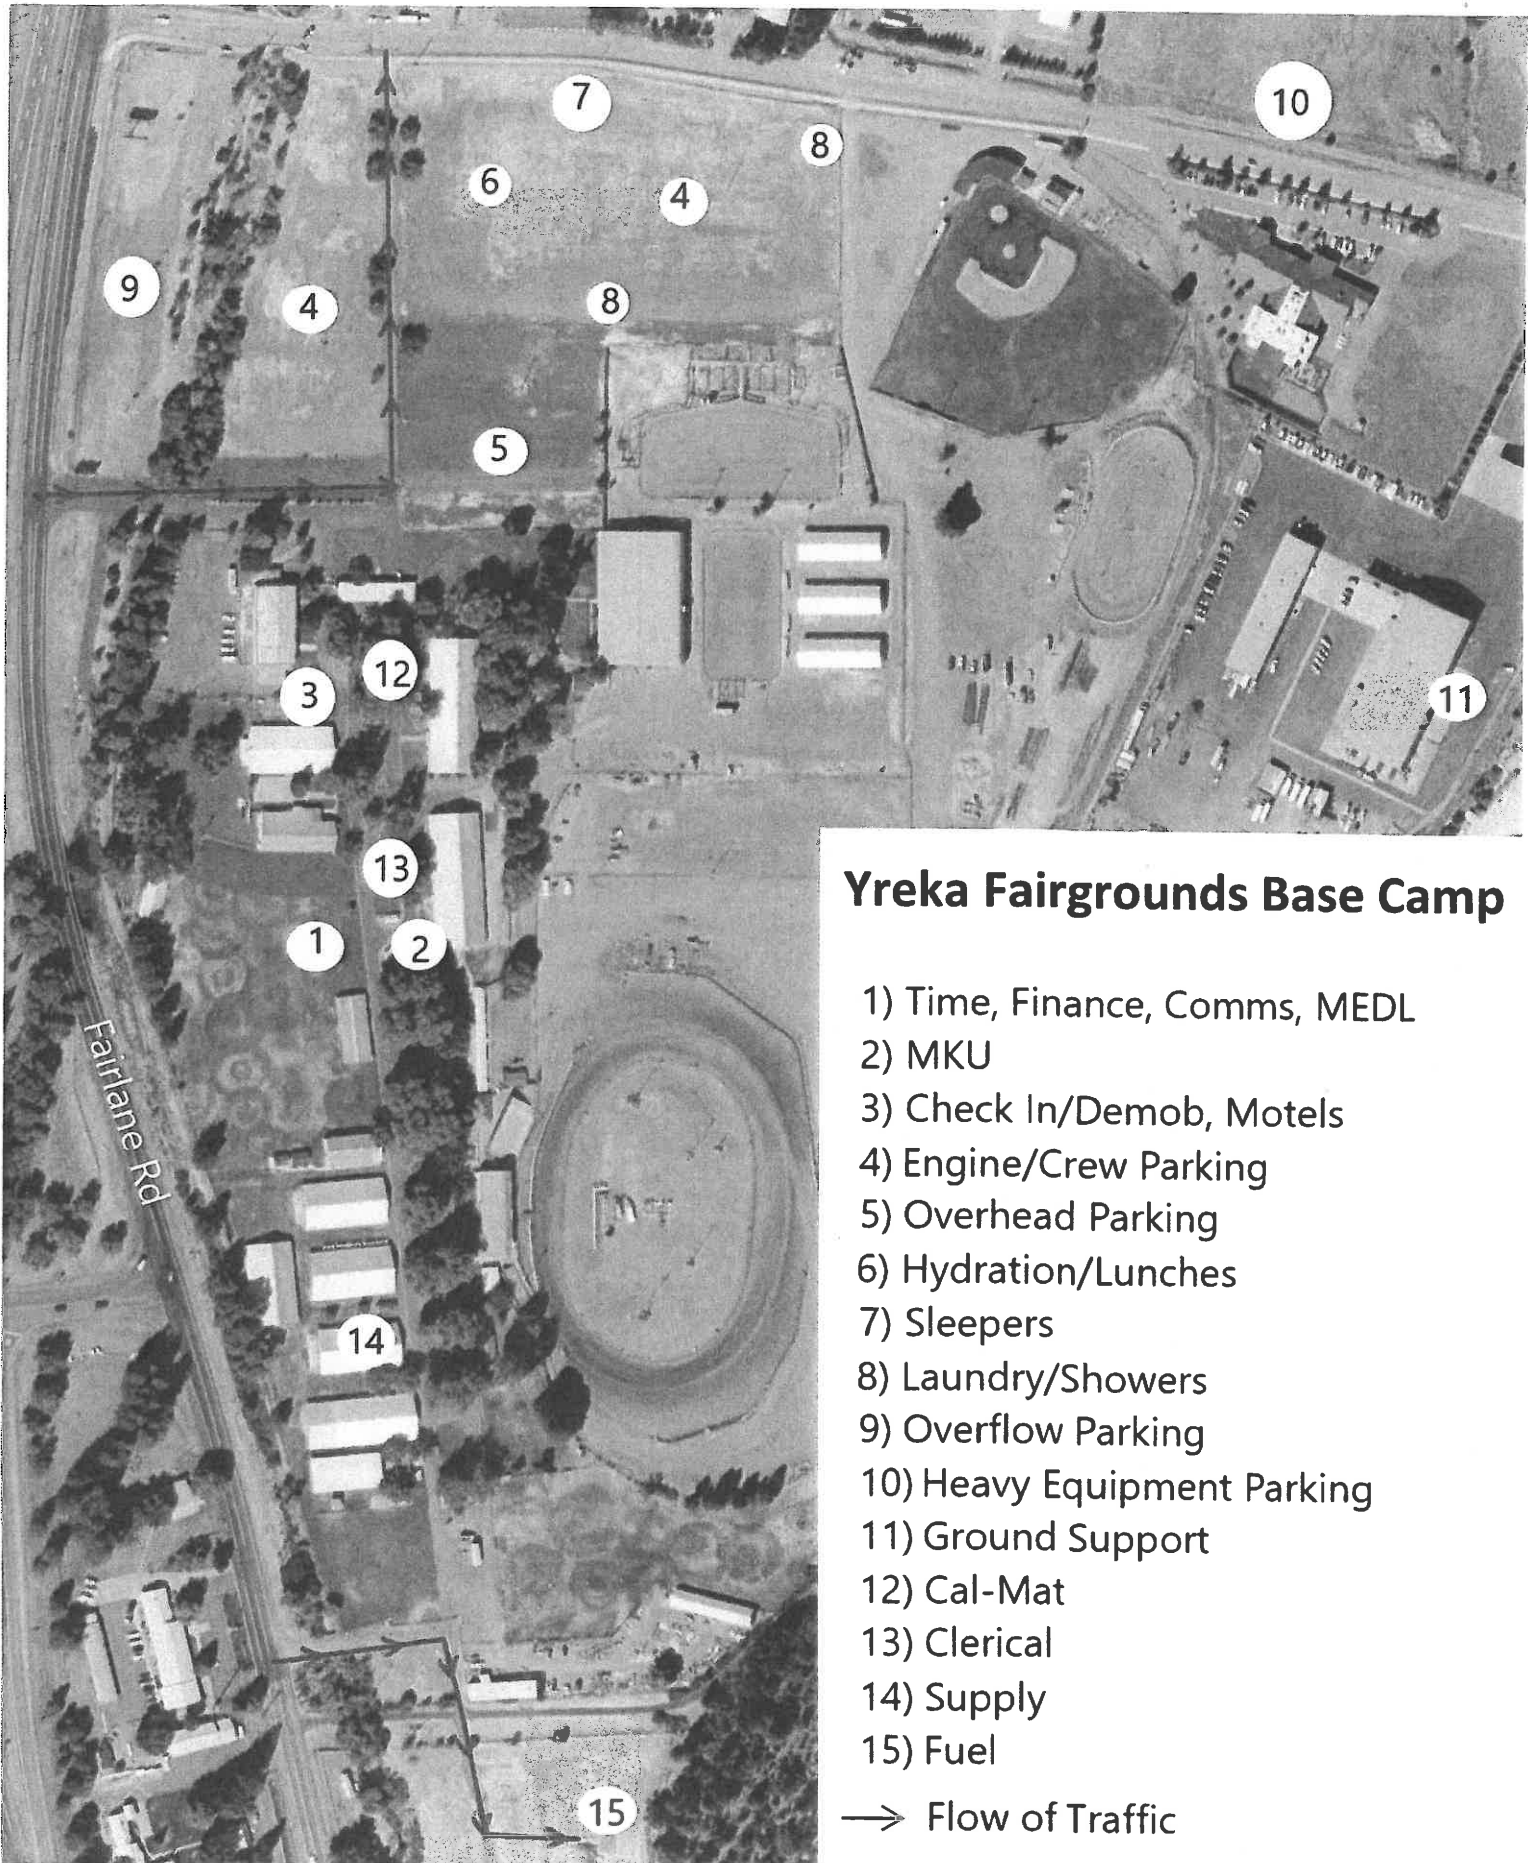 7
10
8
6
4
9
4
8
5
12
3
11
13
1
2
Fairlane Rd
14
15
Yreka Fairgrounds Base Camp
1) Time, Finance, Comms, MEDL
2) MKU
3) Check In/Demob, Motels
4) Engine/Crew Parking
5) Overhead Parking
6) Hydration/Lunches
7) Sleepers
8) Laundry/Showers
9) Overflow Parking
10) Heavy Equipment Parking
11) Ground Support
12) Cal-Mat
13) Clerical
14) Supply
15) Fuel
→ Flow of Traffic